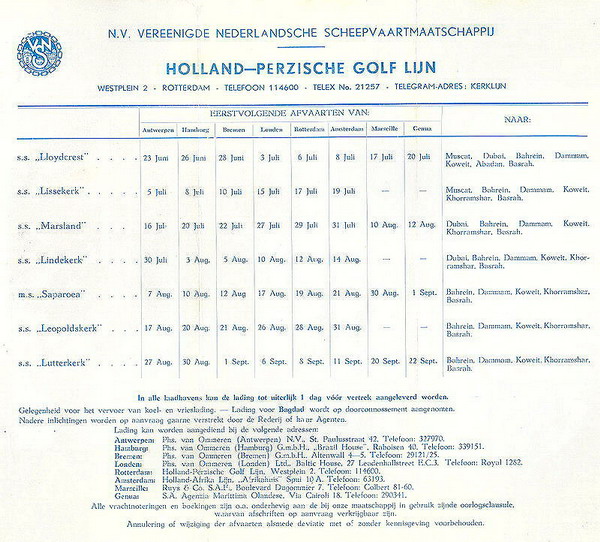 N.V. VEREENIGDE NEDERLANDSCHE SCHEEPVAARTMAATSCHAPPIJ
HOLLAND—PERZISCHE GOLF LIJN
WESTPLEIN 2 - ROTTERDAM - TELEFOON 114600 - TELEX No. 21257 - TELEGRAM-ADRES: KERKLIJN
EERSTVOLGENDE AFVAARTEN VAN: NAAR:
Antwerpen Hamburg Bremen Londen Rotterdam Amsterdam Marseille Genua
s.s. „Lloydcrest” . . . . 23 Juni 26 Juni 28 Juni 3 Juli 6 Juli 8 Juli 17 Juli 20 Juli Muscat, Dubai, Bahrein, Dammam,
Koweit, Abadan, Basrah.
s.s. „Lissekerk” . . . . 5 Juli 8 Juli 10 Juli 15 Juli 17 Juli 19 Juli — — Muscat, Bahrein, Dammam, Koweit,
Khorramshar, Basrah.
s.s. „Marsland” . . . . 16 Juli 20 Juli 22 Juli 27 Juli 29 Juli 31 Juli 10 Aug. 12 Aug. Dubai, Bahrein, Dammam, Koweit,
Khorramshar, Basrah.
s.s. „Lindekerk” . . . . 30 Juli 3 Aug. 5 Aug. 10 Aug. 12 Aug. 14 Aug. — — Dubai, Bahrein, Dammam, Koweit, Khor-
ramshar, Basrah.
m.s. „Saparoea” . . . . 7 Aug. 10 Aug. 12 Aug 17 Aug. 19 Aug. 21 Aug. 30 Aug. 1 Sept. Bahrein, Dammam, Koweit, Khorramshar,
Basrah.
s.s. „Leopoldskerk” . . . 17 Aug. 20 Aug. 21 Aug. 26 Aug. 28 Aug. 31 Aug. — — Bahrein, Dammam, Koweit, Khorramshar,
Basrah.
s.s. „Lutterkerk” . . . . 27 Aug. 30 Aug. 1 Sept. 6 Sept. 8 Sept. 11 Sept. 20 Sept. 22 Sept. Bahrein, Dammam, Koweit, Khorramshar,
Basrah.
In alle laadhavens kan de lading tot uiterlijk 1 dag vóór vertrek aangeleverd worden.
Gelegenheid voor het vervoer van koel- en vrieslading. — Lading voor Bagdad wordt op doorconnossement aangenomen.
Nadere inlichtingen worden op aanvraag gaarne verstrekt door de Rederij of haar Agenten.
Lading kan worden aangediend bij de volgende adressen:
Antwerpen: Phs. van Ommeren (Antwerpen) N.V., St. Paulusstraat 42. Telefoon: 327970.
Hamburg: Phs. van Ommeren (Hamburg) G.m.b.H., „Brasil House” Raboisen 40. Telefoon: 339151.
Bremen: Phs. van Ommeren (Bremen) G.m.b.H., Altenwall 4—5. Telefoon: 29121/25.
Londen: Phs. van Ommeren (Londen) Ltd., Baltic House, 27 Leadenhallstreet E.C.3. Telefoon: Royal 1282.
Rotterdam: Holland-Perzische Golf Lijn, Westplein 2. Telefoon: 114600.
Amsterdam: Holland-Afrika Lijn, „Afrikahuis” Spui 10 A. Telefoon: 63193.
Marseille: Ruys & Co. S.A.F., Boulevard Dugommier 7. Telefoon: Colbert 81-60.
Genua: S.A. Agenzia Marittima Olandese, Via Cairoli 18. Telefoon: 290341.
Alle vrachtnoteringen en boekingen zijn o.a. onderhevig aan de bij onze maatschappij in gebruik zijnde oorlogsclausule,
waarvan afschriften op aanvraag verkrijgbaar zijn.
Annulering of wijziging der afvaarten alsmede deviatie met of zonder kennisgeving voorbehouden.